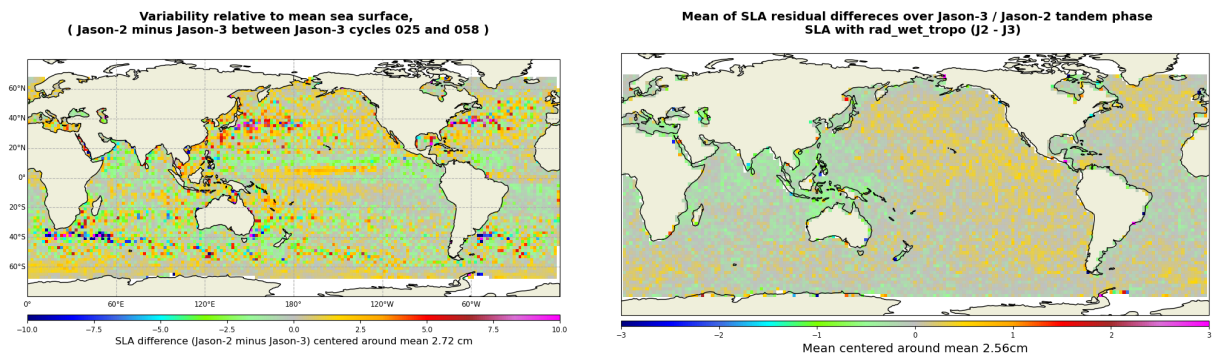 Variability relative to mean sea surface,
( Jason-2 minus Jason-3 between Jason-3 cycles 025 and 058 )
60°N
40°N
20°N
0°
20°S
40°S
60°S
0°
60°E
120°E
180°
120°W
60°W
−10.0
−7.5
−5.0
−2.5
0.0
2.5
5.0
7.5
10.0
SLA difference (Jason-2 minus Jason-3) centered around mean 2.72 cm
Mean of SLA residual differeces over Jason-3 / Jason-2 tandem phase
SLA with rad_wet_tropo (J2 - J3)
−3
−2
−1
0
1
2
3
Mean centered around mean 2.56cm